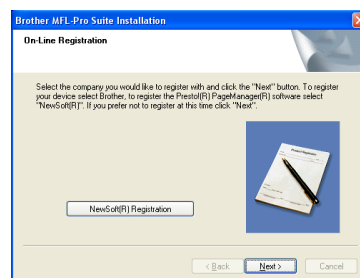 Brother MFL-Pro Suite Installation
On-Line Registration
Select the company you would like to register with and click the "Next" button. To register
your device select Brother, to register the Presto!(R) PageManager(R) software select
"NewSoft(R)". If you prefer not to register at this time click "Next".
Product Registration
NewSoft(R) Registration
< Back
Next >
Cancel